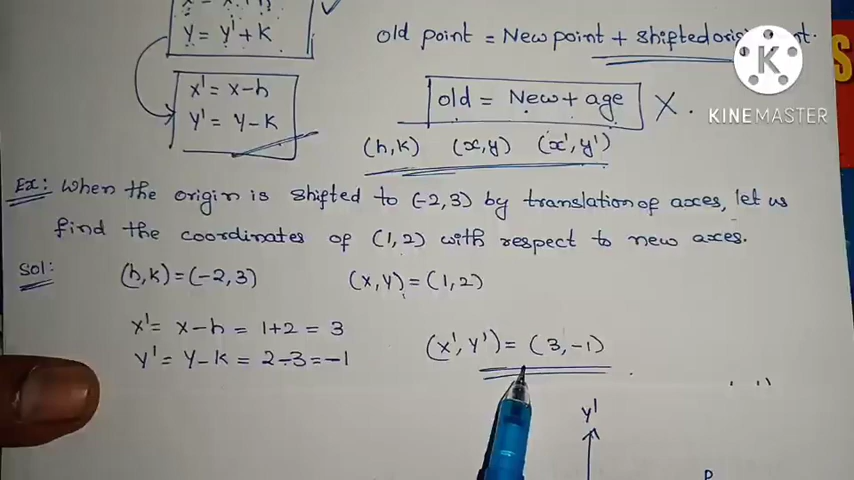 y = y' + k
old point = New point + shifted
K
KINEMASTER
x' = x-h
y' = y-k
old = New + age X.
(h,k) (x,y) (x',y')
Ex: When the origin is shifted to (-2,3) by translation of axes, let us
find the coordinates of (1,2) with respect to new axes.
Sol: (h,k)=(-2,3) (x,y)=(1,2)
x' = x-h = 1+2 = 3
y' = y-k = 2-3=-1
(x', y') = (3,-1)
y'
P